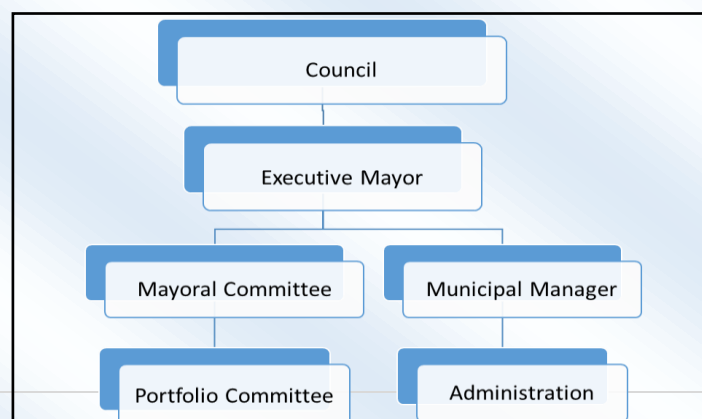 Council
Executive Mayor
Mayoral Committee
Municipal Manager
Portfolio Committee
Administration